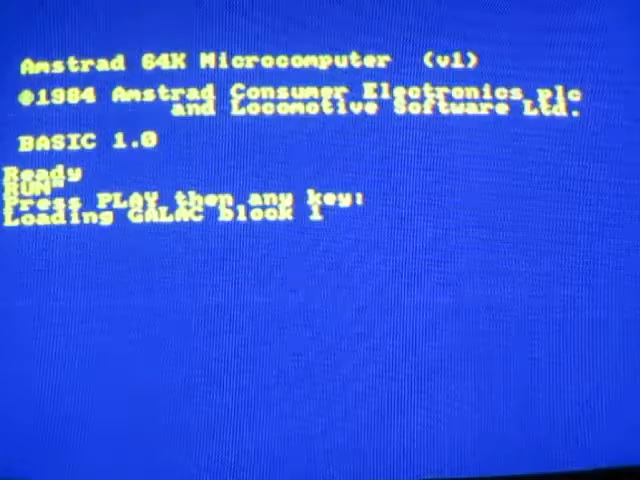 Amstrad 64K Microcomputer (v1)
©1984 Amstrad Consumer Electronics plc
and Locomotive Software Ltd.
BASIC 1.0
Ready
RUN"
Press PLAY then any key:
Loading GALAC block 1